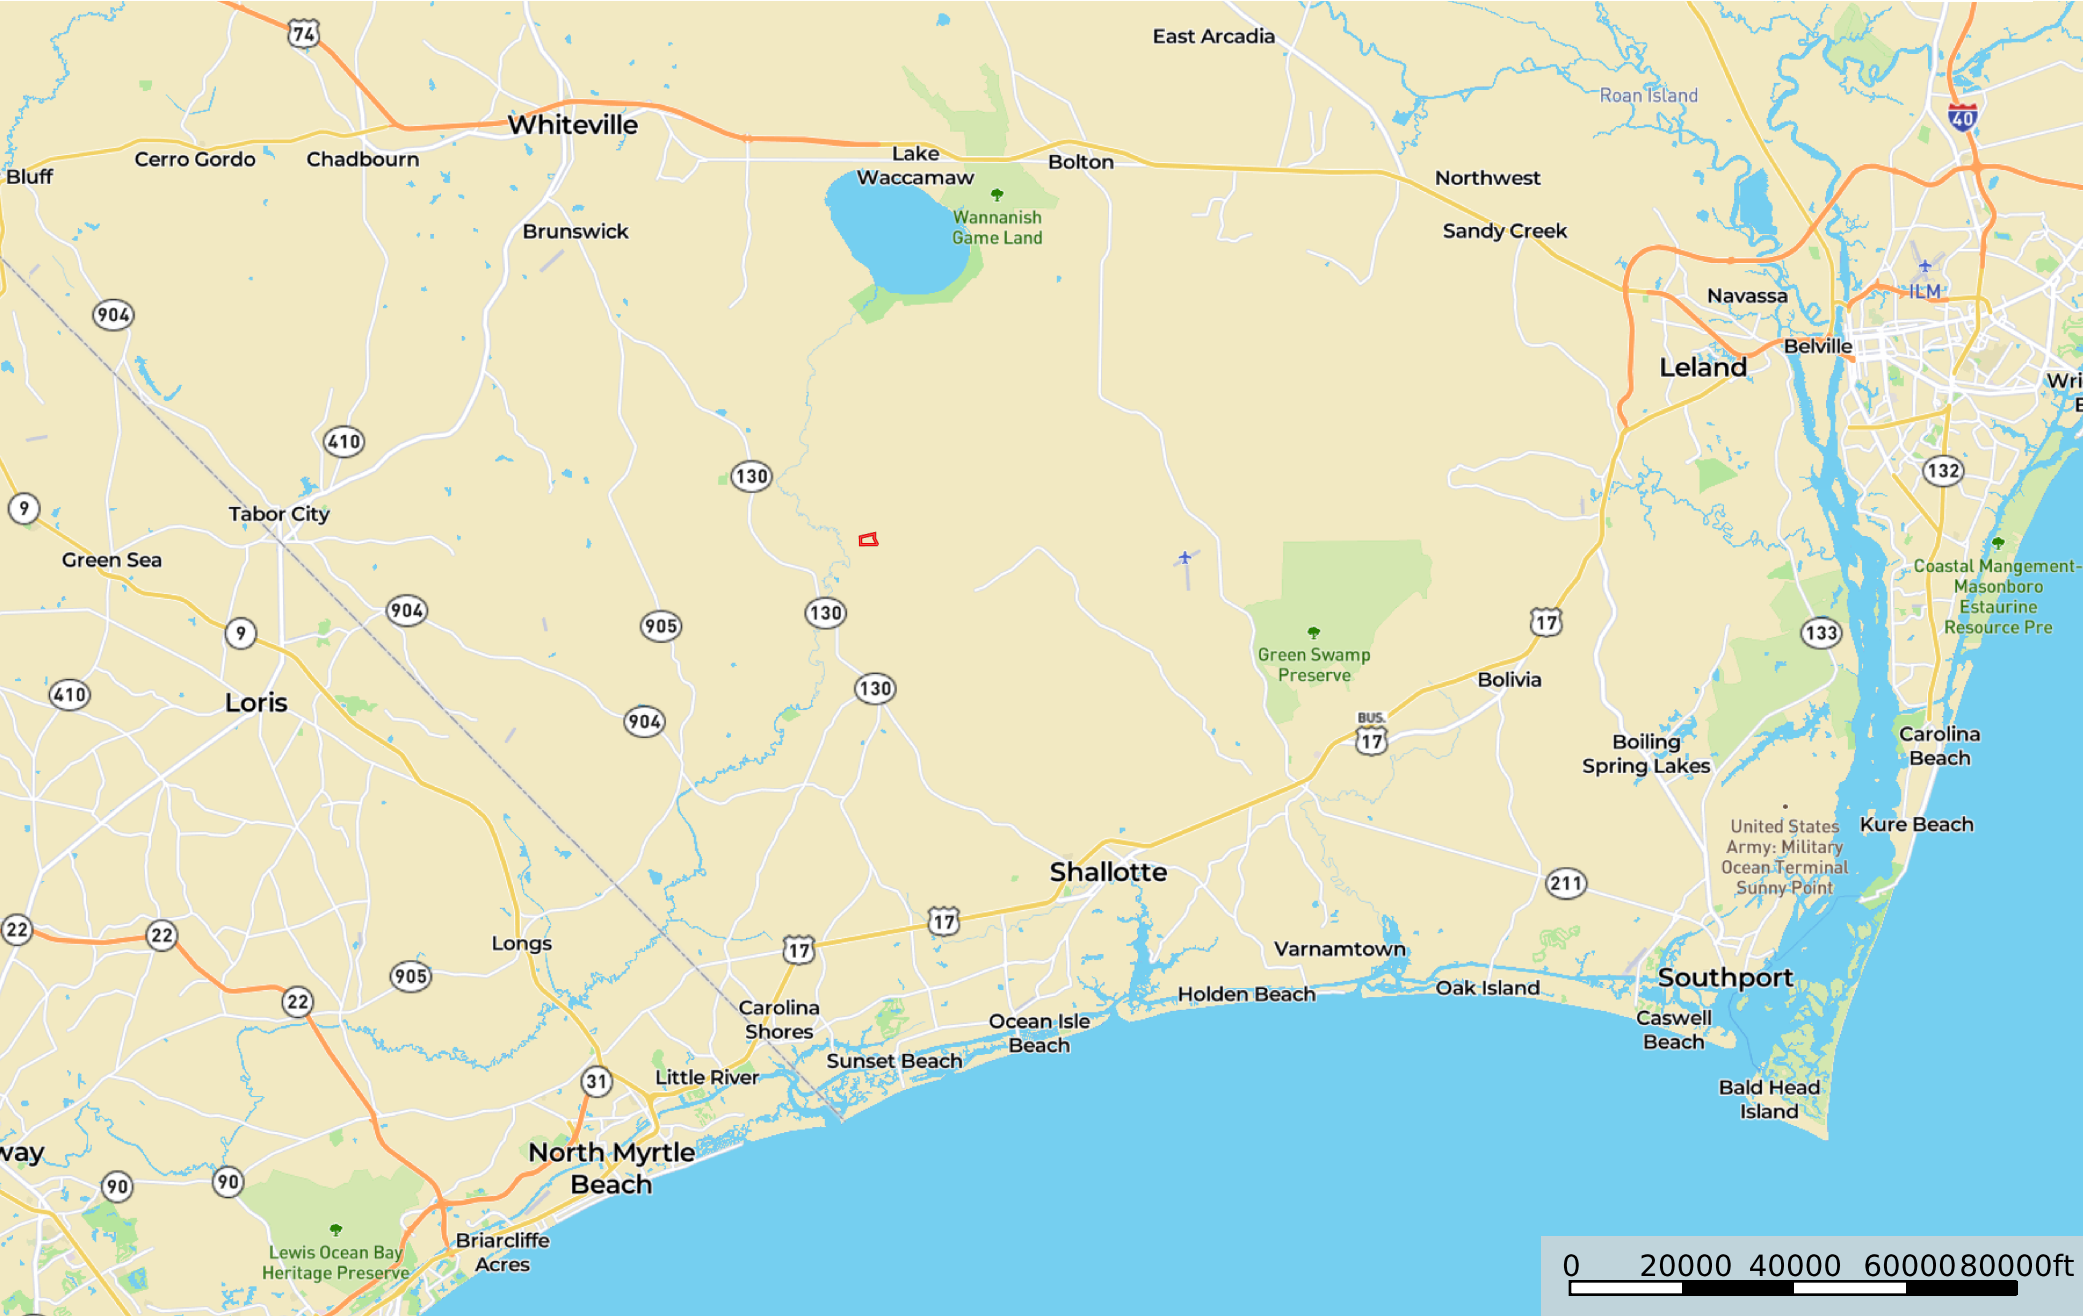 74
East Arcadia
Roan Island
40
Whiteville
Cerro Gordo
Chadbourn
Lake
Waccamaw
Bolton
Bluff
Northwest
Wannanish
Game Land
Brunswick
Sandy Creek
ILM
Navassa
904
Belville
Leland
Wri
410
130
132
9
Tabor City
Green Sea
Coastal Mangement-
Masonboro
Estaurine
Resource Pre
904
130
905
17
9
133
Green Swamp
Preserve
Bolivia
410
Loris
130
904
BUS.
17
Boiling
Spring Lakes
Carolina
Beach
United States
Army: Military
Ocean Terminal
Sunny Point
Kure Beach
Shallotte
211
22
22
17
17
Longs
Varnamtown
905
22
Southport
Oak Island
Holden Beach
Carolina
Shores
Ocean Isle
Beach
Caswell
Beach
Sunset Beach
31
Little River
Bald Head
Island
way
North Myrtle
Beach
90
90
Lewis Ocean Bay
Heritage Preserve
Briarcliffe
Acres
0 20000 40000 60000 80000ft